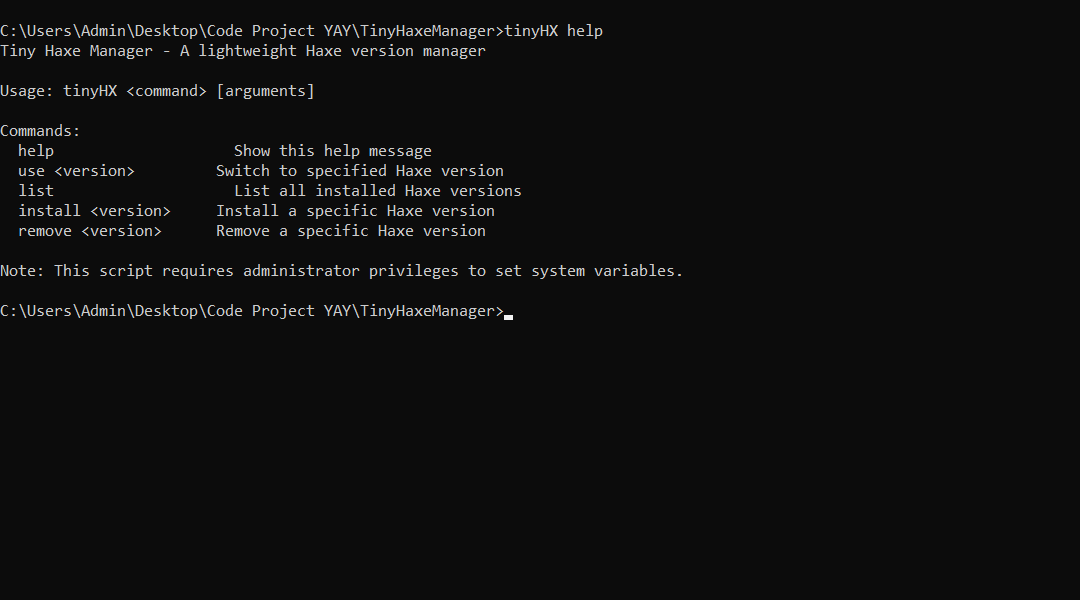 C:\Users\Admin\Desktop\Code Project YAY\TinyHaxeManager>tinyHX help
Tiny Haxe Manager - A lightweight Haxe version manager
Usage: tinyHX <command> [arguments]
Commands:
  help                    Show this help message
  use <version>         Switch to specified Haxe version
  list                    List all installed Haxe versions
  install <version>     Install a specific Haxe version
  remove <version>      Remove a specific Haxe version
Note: This script requires administrator privileges to set system variables.
C:\Users\Admin\Desktop\Code Project YAY\TinyHaxeManager>